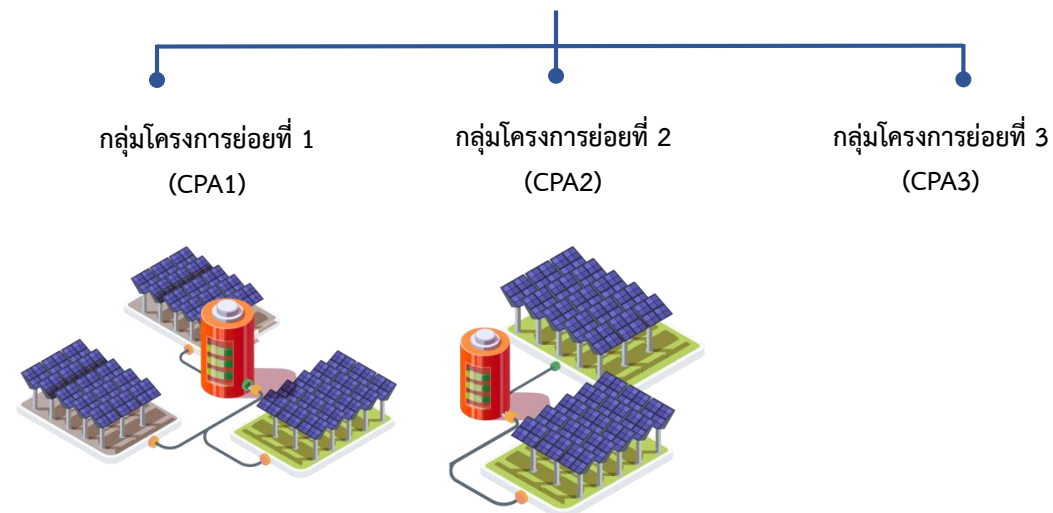 กลุ่มโครงการย่อยที่ 1
(CPA1)
กลุ่มโครงการย่อยที่ 2
(CPA2)
กลุ่มโครงการย่อยที่ 3
(CPA3)